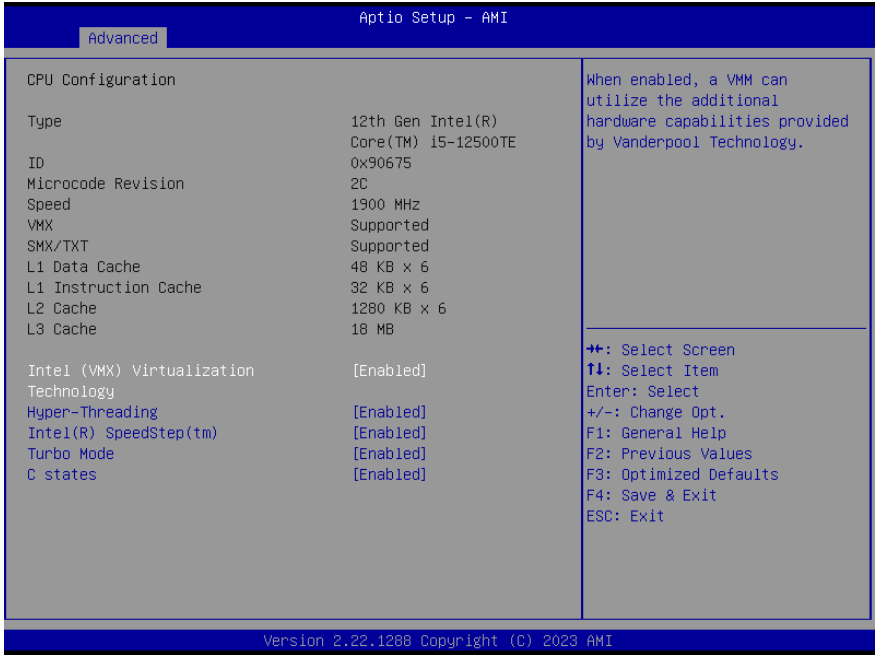 Aptio Setup – AMI
Advanced
CPU Configuration
Type 12th Gen Intel(R)
Core(TM) i5-12500TE
ID 0x90675
Microcode Revision 2C
Speed 1900 MHz
VMX Supported
SMX/TXT Supported
L1 Data Cache 48 KB x 6
L1 Instruction Cache 32 KB x 6
L2 Cache 1280 KB x 6
L3 Cache 18 MB
Intel (VMX) Virtualization [Enabled]
Technology
Hyper-Threading [Enabled]
Intel(R) SpeedStep(tm) [Enabled]
Turbo Mode [Enabled]
C states [Enabled]
When enabled, a VMM can
utilize the additional
hardware capabilities provided
by Vanderpool Technology.
→←: Select Screen
↑↓: Select Item
Enter: Select
+/-: Change Opt.
F1: General Help
F2: Previous Values
F3: Optimized Defaults
F4: Save & Exit
ESC: Exit
Version 2.22.1288 Copyright (C) 2023 AMI